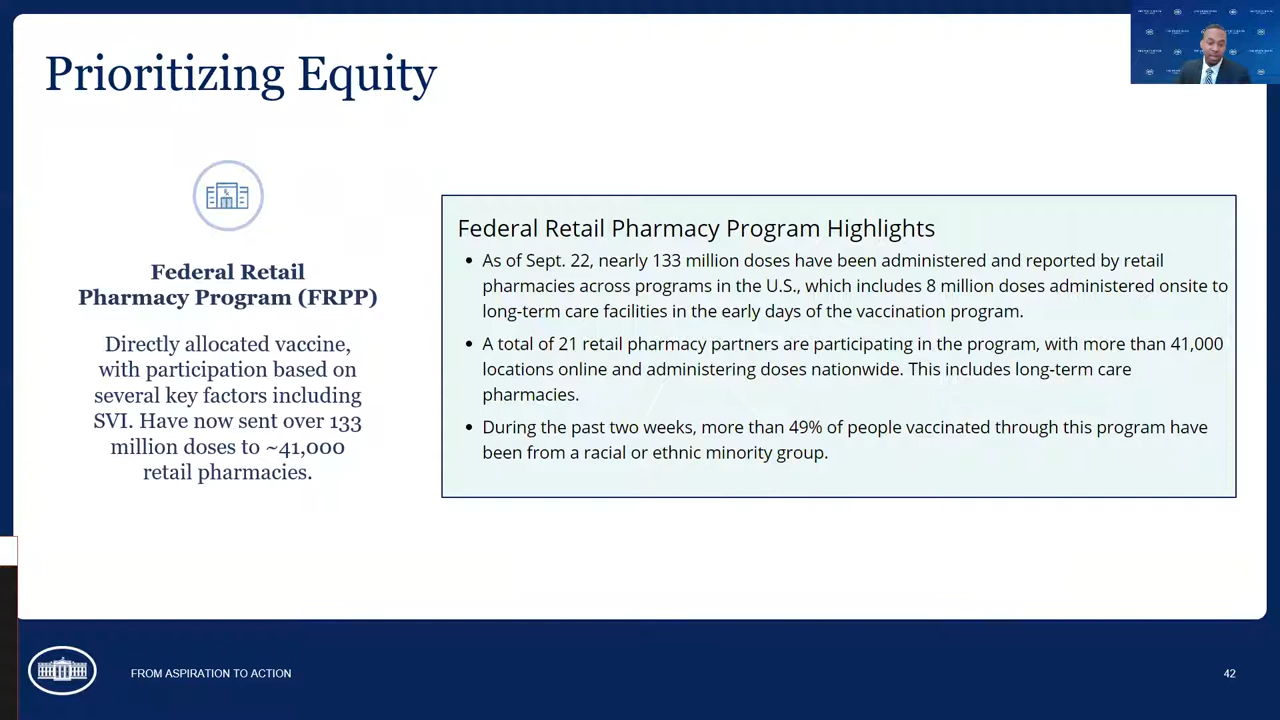 Prioritizing Equity
Federal Retail
Pharmacy Program (FRPP)
Directly allocated vaccine,
with participation based on
several key factors including
SVI. Have now sent over 133
million doses to ~41,000
retail pharmacies.
Federal Retail Pharmacy Program Highlights
• As of Sept. 22, nearly 133 million doses have been administered and reported by retail
pharmacies across programs in the U.S., which includes 8 million doses administered onsite to
long-term care facilities in the early days of the vaccination program.
• A total of 21 retail pharmacy partners are participating in the program, with more than 41,000
locations online and administering doses nationwide. This includes long-term care
pharmacies.
• During the past two weeks, more than 49% of people vaccinated through this program have
been from a racial or ethnic minority group.
FROM ASPIRATION TO ACTION
42